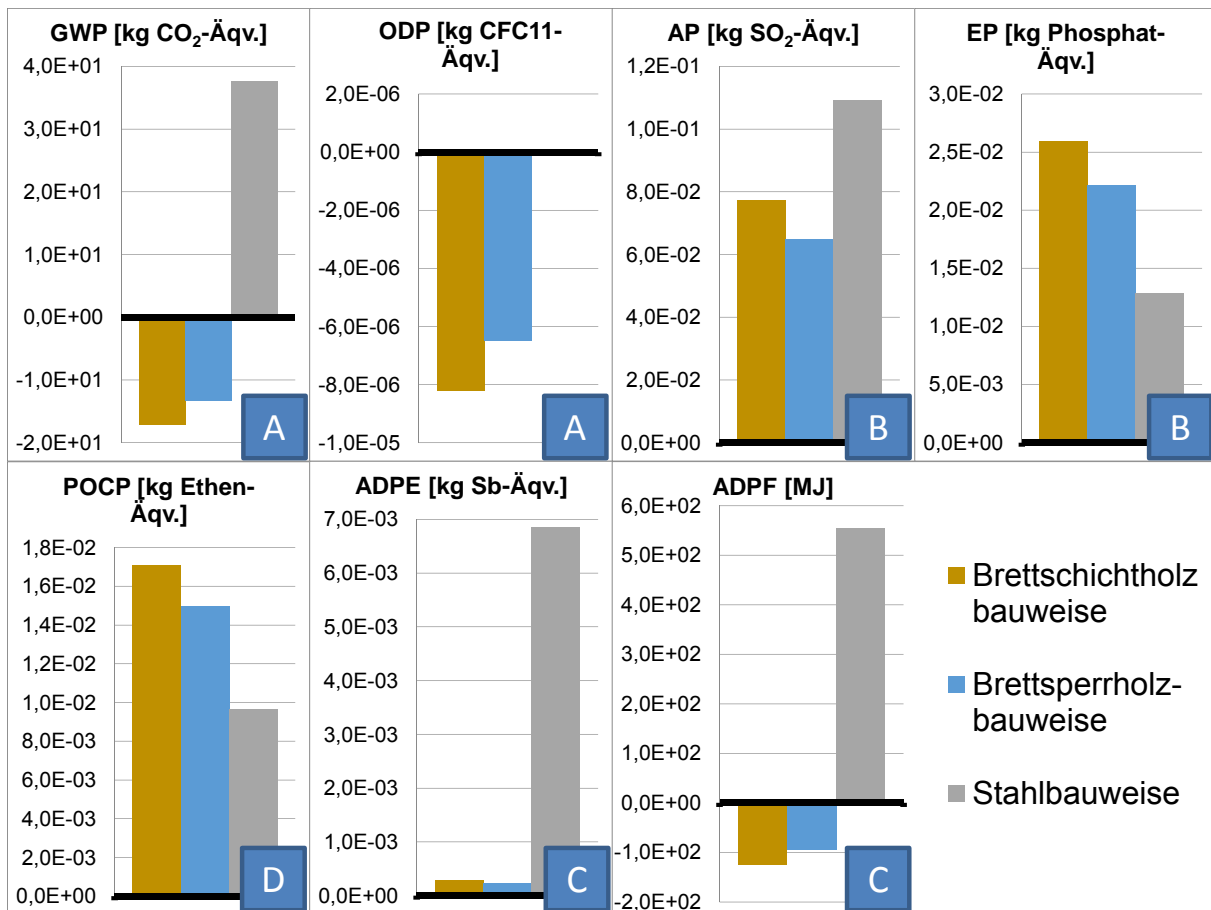 GWP [kg CO₂-Äqv.]
4,0E+01
3,0E+01
2,0E+01
1,0E+01
0,0E+00
-1,0E+01
-2,0E+01
A
ODP [kg CFC11-
Äqv.]
2,0E-06
0,0E+00
-2,0E-06
-4,0E-06
-6,0E-06
-8,0E-06
-1,0E-05
A
AP [kg SO₂-Äqv.]
1,2E-01
1,0E-01
8,0E-02
6,0E-02
4,0E-02
2,0E-02
0,0E+00
B
EP [kg Phosphat-
Äqv.]
3,0E-02
2,5E-02
2,0E-02
1,5E-02
1,0E-02
5,0E-03
0,0E+00
B
POCP [kg Ethen-
Äqv.]
1,8E-02
1,6E-02
1,4E-02
1,2E-02
1,0E-02
8,0E-03
6,0E-03
4,0E-03
2,0E-03
0,0E+00
D
ADPE [kg Sb-Äqv.]
7,0E-03
6,0E-03
5,0E-03
4,0E-03
3,0E-03
2,0E-03
1,0E-03
0,0E+00
C
ADPF [MJ]
6,0E+02
5,0E+02
4,0E+02
3,0E+02
2,0E+02
1,0E+02
0,0E+00
-1,0E+02
-2,0E+02
C
Brettschichtholz
bauweise
Brettsperrholz-
bauweise
Stahlbauweise